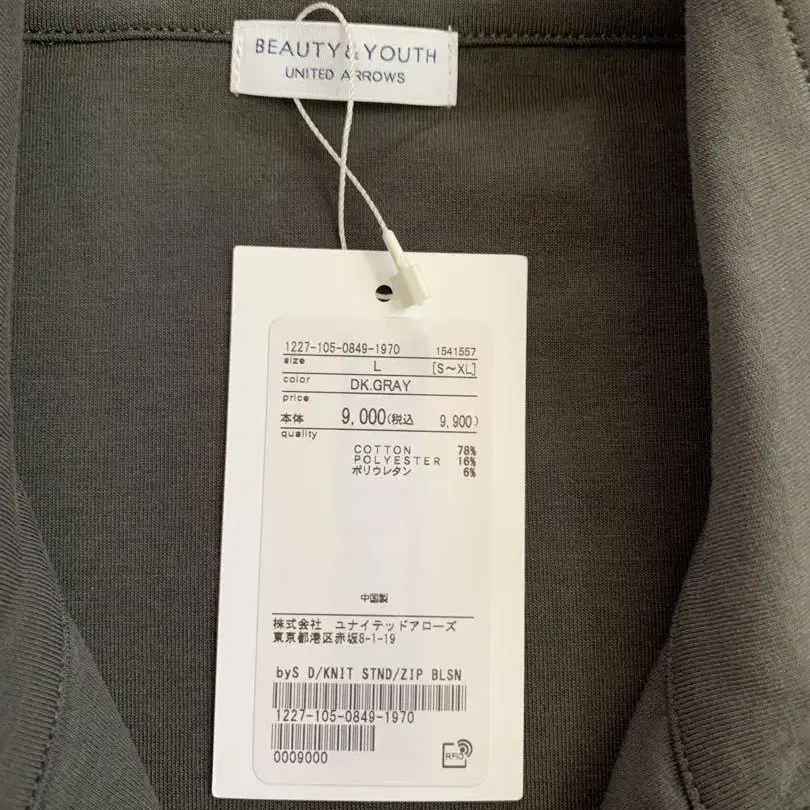 BEAUTY&YOUTH
UNITED ARROWS
1227-105-0849-1970 1541557
size L [S～XL]
color DK.GRAY
price
本体 9,000(税込 9,900)
quality
COTTON 78%
POLYESTER 16%
ポリウレタン 6%
中国製
株式会社 ユナイテッドアローズ
東京都港区赤坂8-1-19
byS D/KNIT STND/ZIP BLSN
1227-105-0849-1970
0009000
RFID